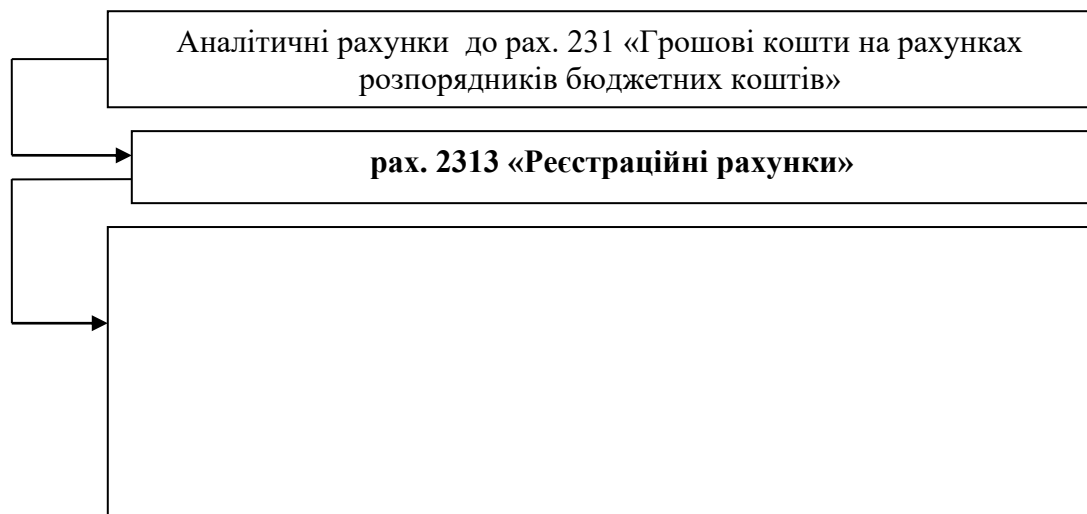 Аналітичні рахунки до рах. 231 «Грошові кошти на рахунках
розпорядників бюджетних коштів»
рах. 2313 «Реєстраційні рахунки»